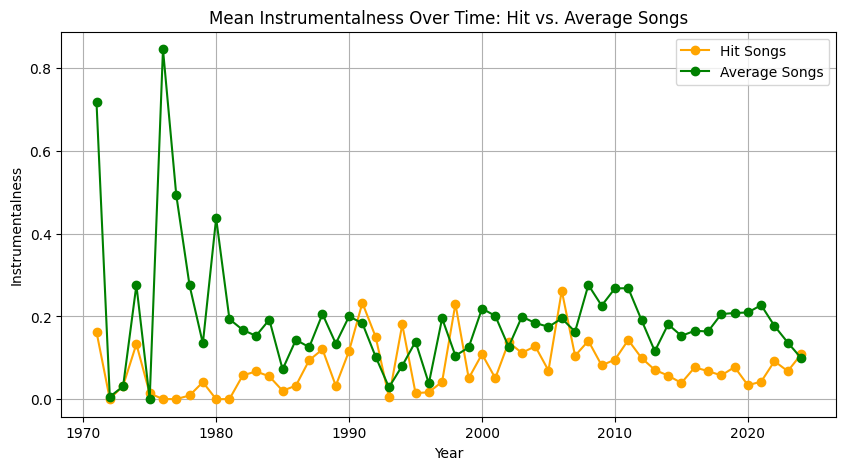 Mean Instrumentalness Over Time: Hit vs. Average Songs
Hit Songs
Average Songs
Instrumentalness
0.8
0.6
0.4
0.2
0.0
1970 1980 1990 2000 2010 2020
Year